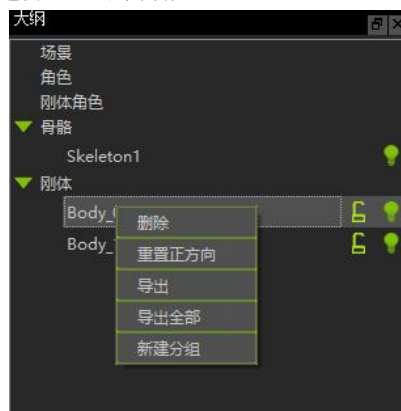 大纲
场景
角色
刚体角色
骨骼
Skeleton1
刚体
Body_
删除
Body_
重置正方向
导出
导出全部
新建分组